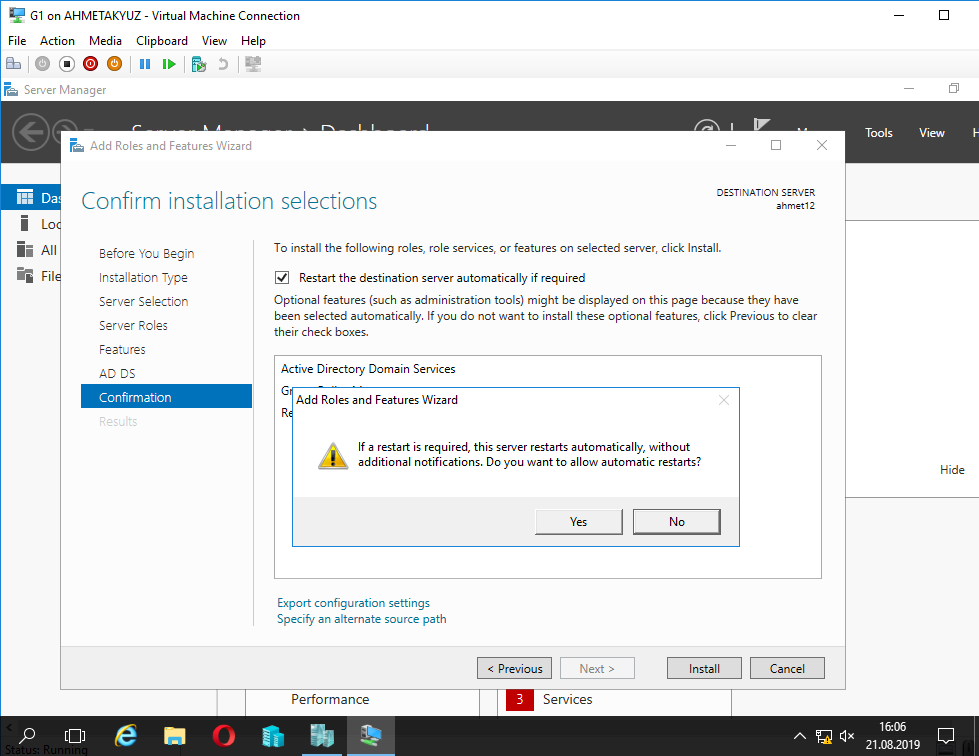 G1 on AHMETAKYUZ - Virtual Machine Connection
File Action Media Clipboard View Help
Server Manager
Server Manager Dashboard
Tools View H
Add Roles and Features Wizard
Confirm installation selections
DESTINATION SERVER
ahmet12
Das
Loc
All
File
Before You Begin
Installation Type
Server Selection
Server Roles
Features
AD DS
Confirmation
Results
To install the following roles, role services, or features on selected server, click Install.
Restart the destination server automatically if required
Optional features (such as administration tools) might be displayed on this page because they have
been selected automatically. If you do not want to install these optional features, click Previous to clear
their check boxes.
Active Directory Domain Services
Re
Add Roles and Features Wizard
If a restart is required, this server restarts automatically, without
additional notifications. Do you want to allow automatic restarts?
Yes No
Hide
Export configuration settings
Specify an alternate source path
< Previous Next > Install Cancel
Performance
3 Services
16:06
21.08.2019
Status: Running